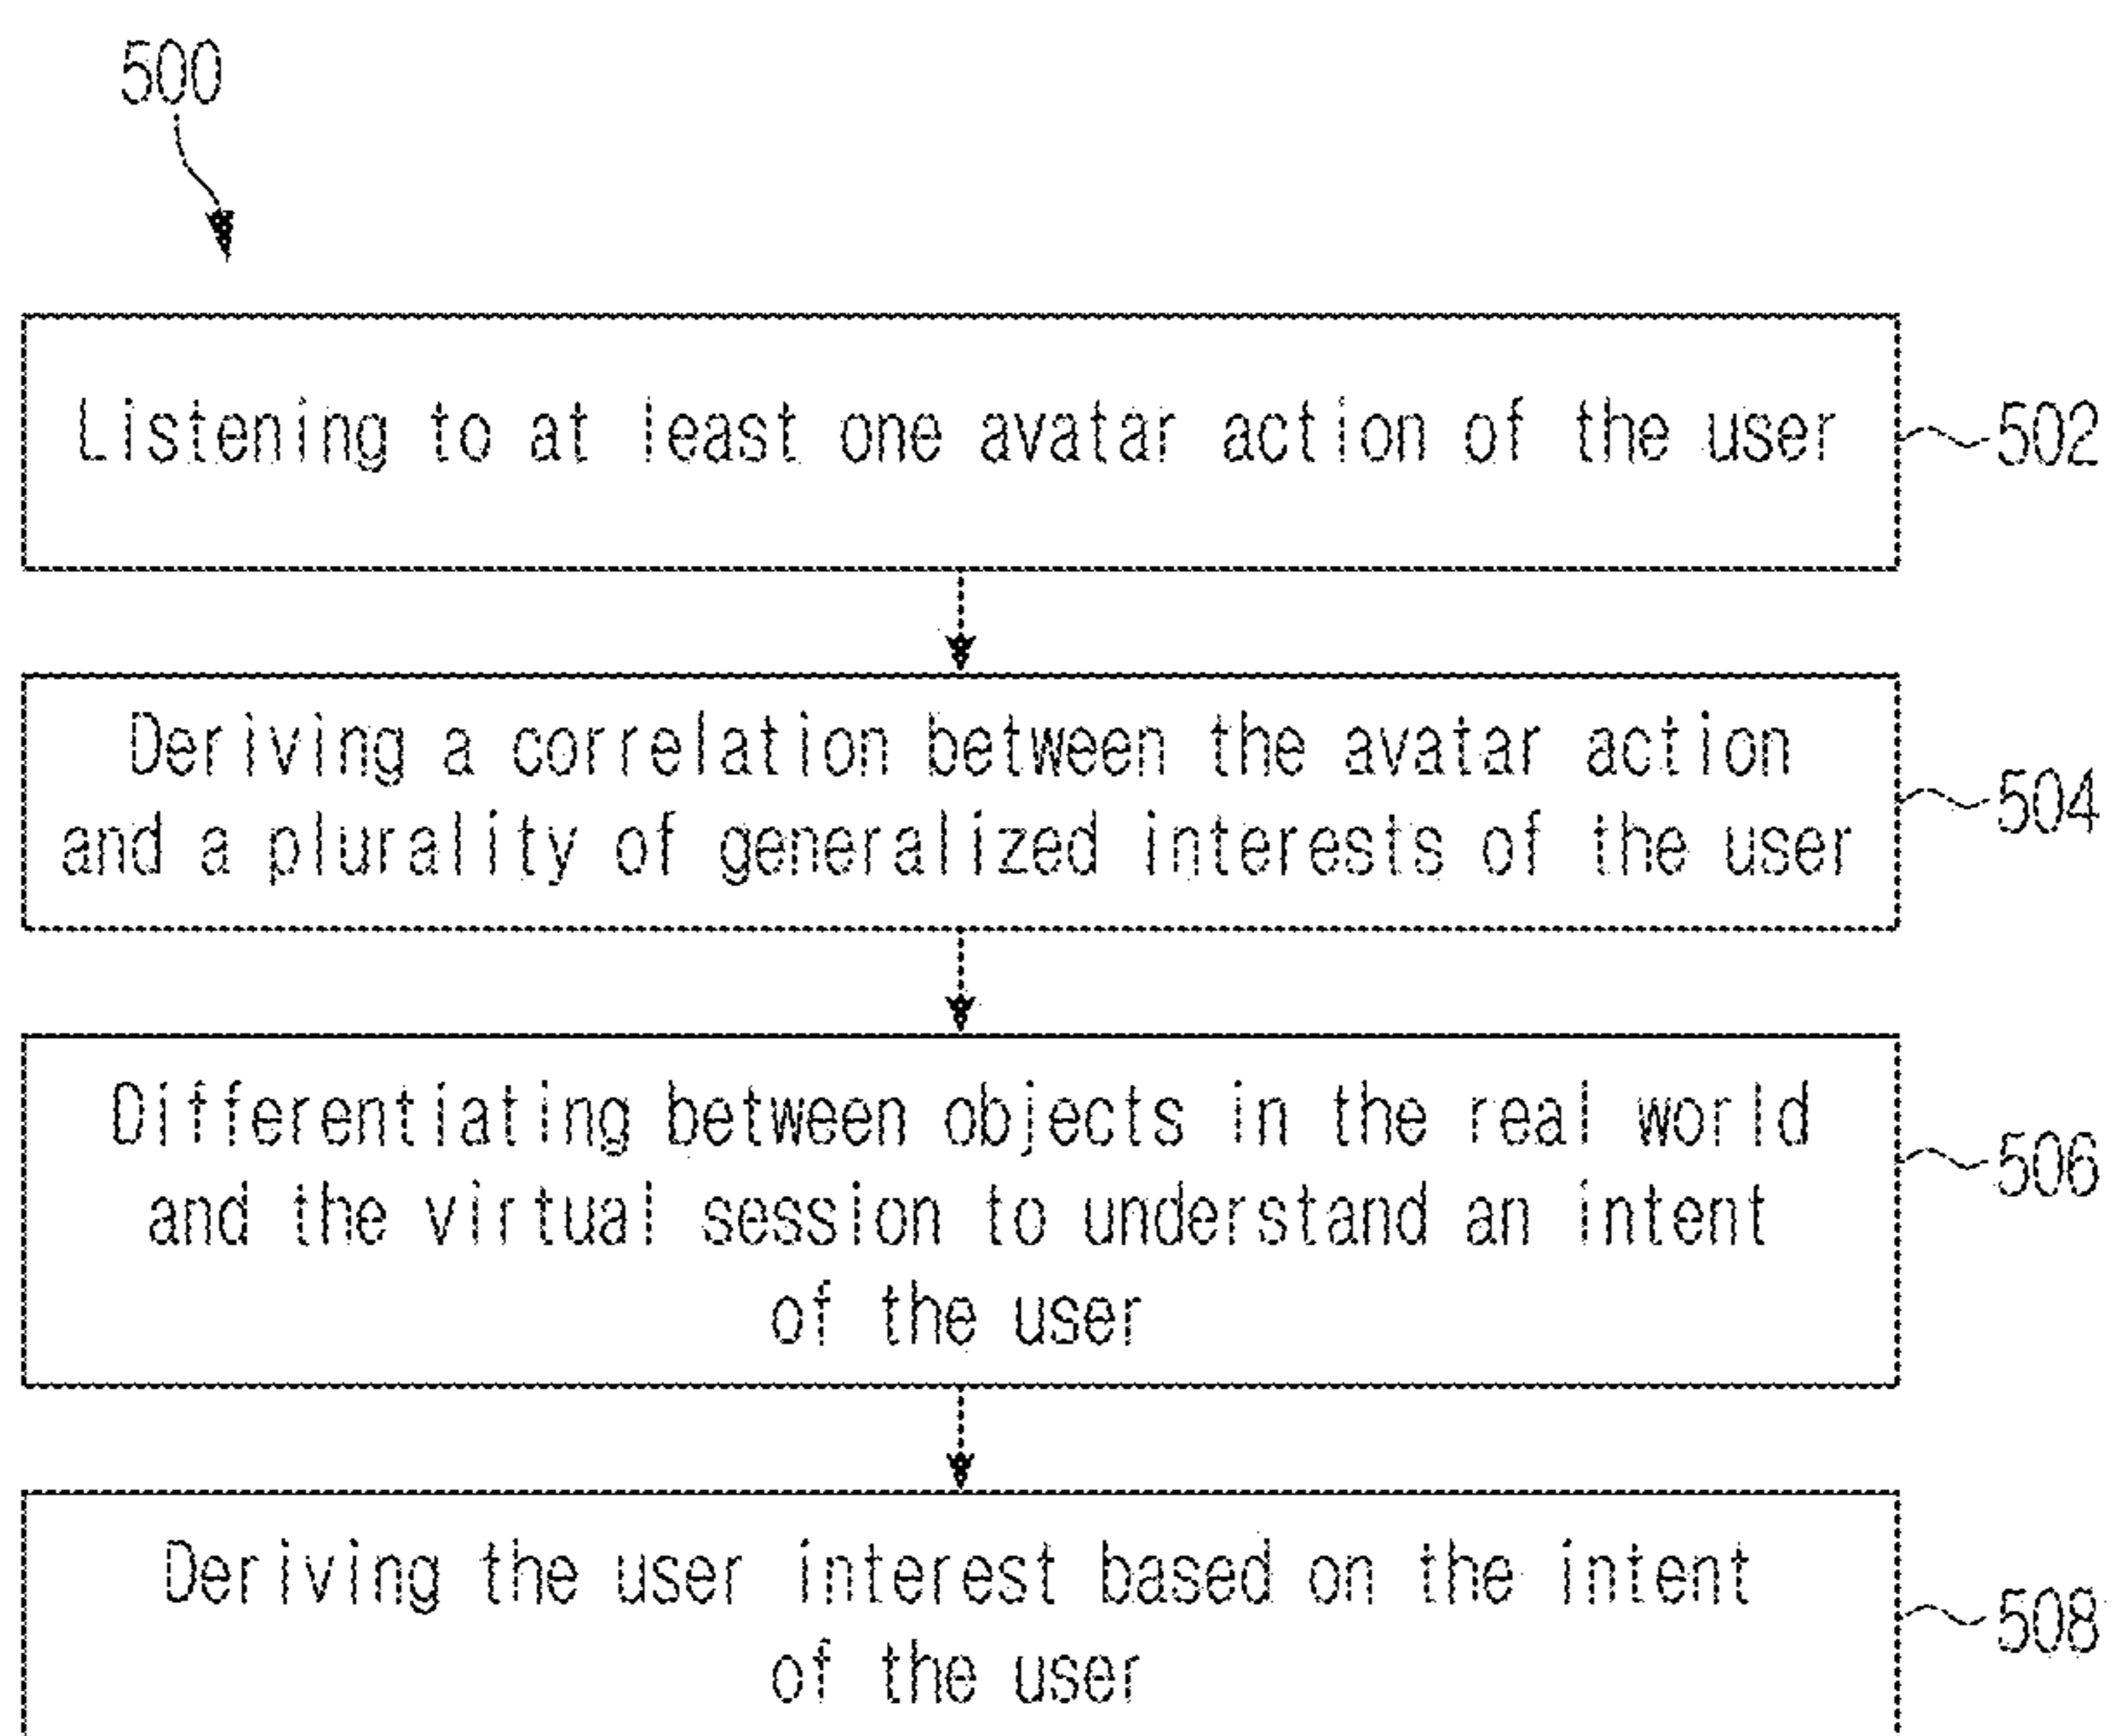 500
Listening to at least one avatar action of the user
502
Deriving a correlation between the avatar action
and a plurality of generalized interests of the user
504
Differentiating between objects in the real world
and the virtual session to understand an intent
of the user
506
Deriving the user interest based on the intent
of the user
508